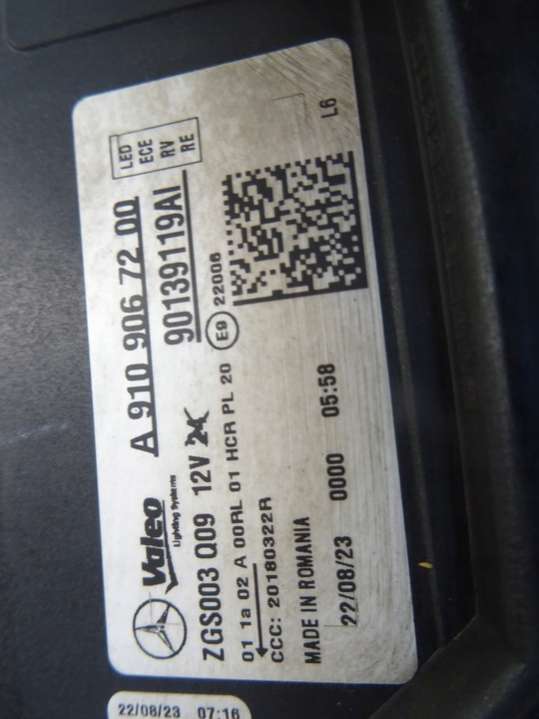 Valeo
Lighting Systems
A 910 906 72 00
LED
ECE
RV
RE
90139119AI
ZGS003 Q09 12V
E9 22006
01 1a 02 A 00RL 01 HCR PL 20
CCC: 20180322R
MADE IN ROMANIA
22/08/23 0000 05:58
L6
22/08/23 07:16